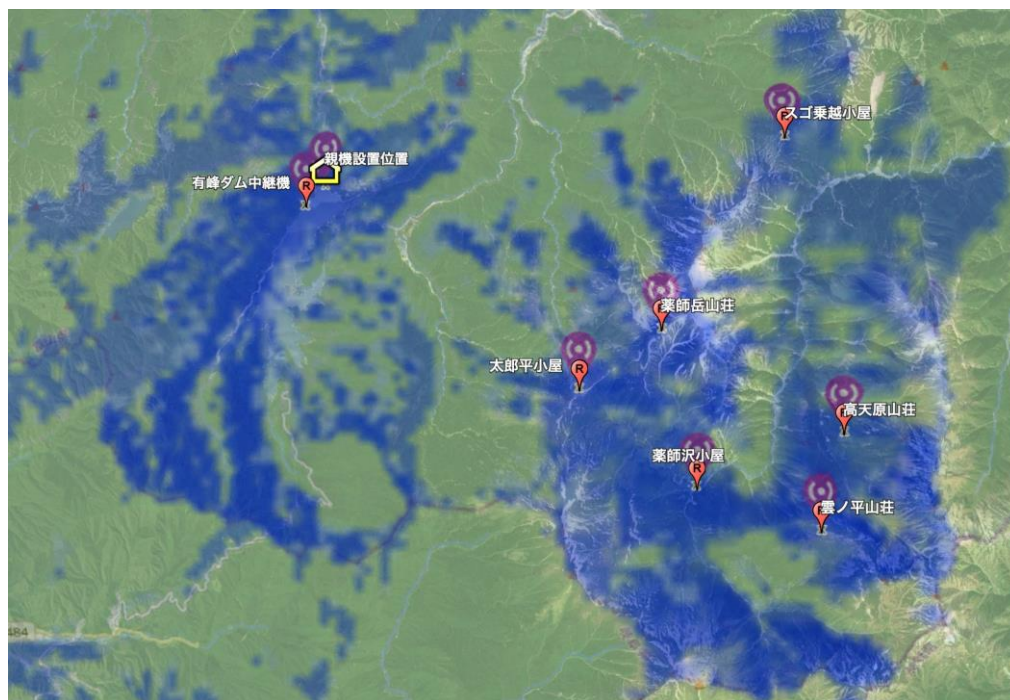 スゴ乗越小屋
親機設置位置
有峰ダム中継機
R
薬師岳山荘
太郎平小屋
R
高天原山荘
薬師沢小屋
R
雲ノ平山荘
484